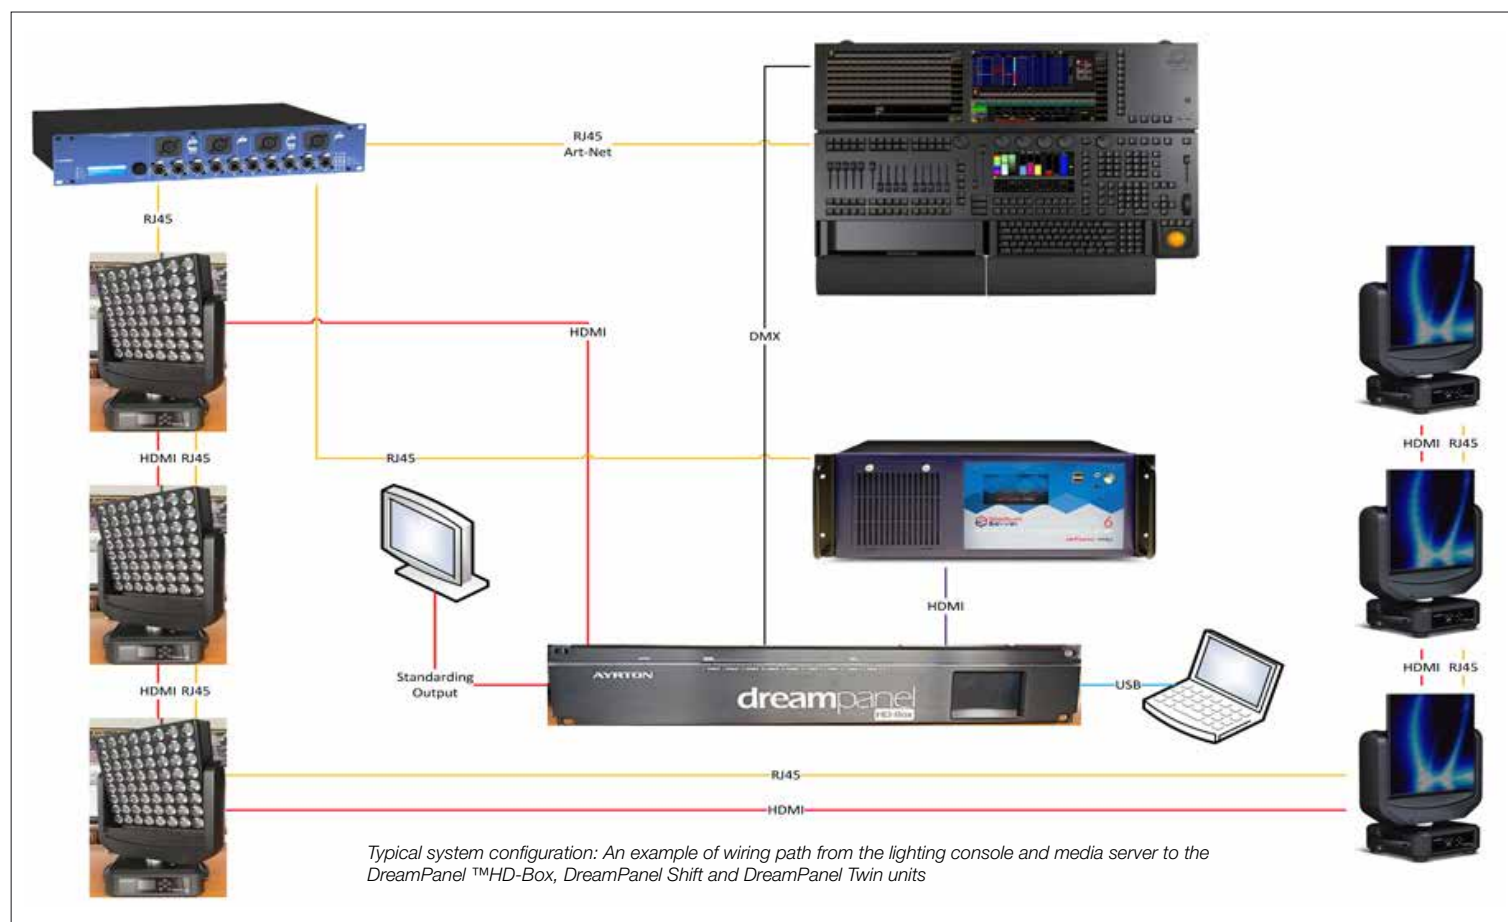 RJ45
Art-Net
RJ45
HDMI
DMX
HDMI RJ45
RJ45
HDMI RJ45
6
HDMI
HDMI RJ45
HDMI RJ45
Standarding
Output
AYRTON
dreampanel
HD-Box
USB
RJ45
HDMI
Typical system configuration: An example of wiring path from the lighting console and media server to the
DreamPanel ™HD-Box, DreamPanel Shift and DreamPanel Twin units